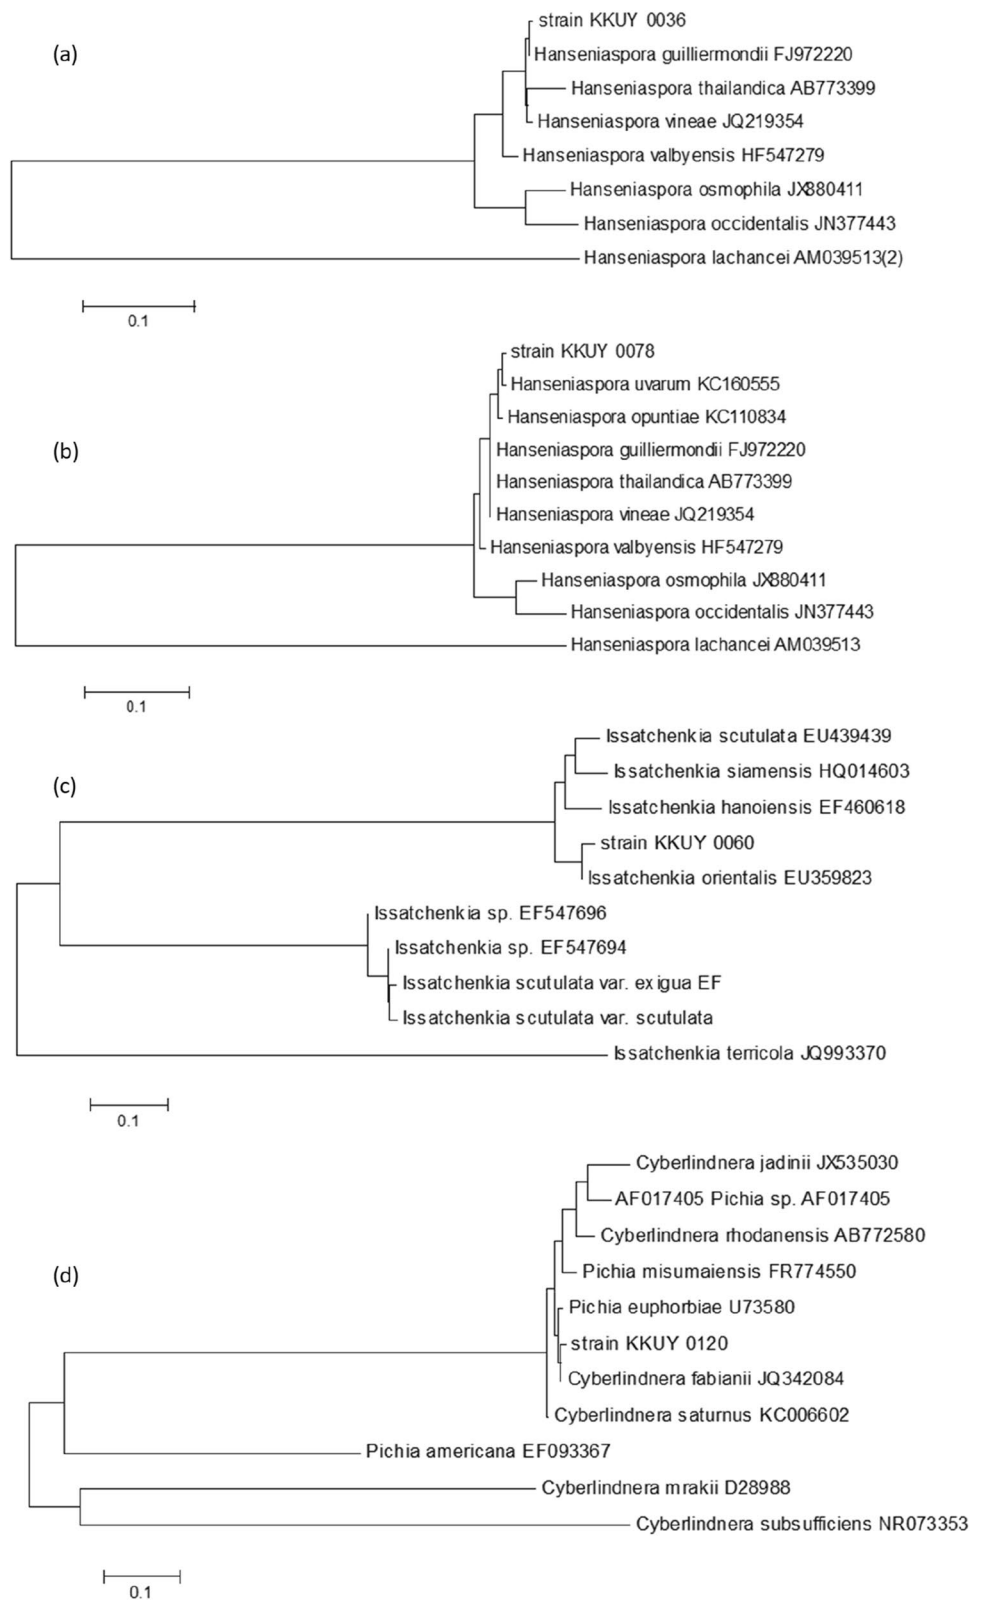 strain KKUY 0036
(a)
Hanseniaspora guilliermondii FJ972220
Hanseniaspora thailandica AB773399
Hanseniaspora vineae JQ219354
Hanseniaspora valbyensis HF547279
Hanseniaspora osmophila JX880411
Hanseniaspora occidentalis JN377443
Hanseniaspora lachancei AM039513(2)
0.1
strain KKUY 0078
Hanseniaspora uvarum KC160555
Hanseniaspora opuntiae KC110834
(b)
Hanseniaspora guilliermondii FJ972220
Hanseniaspora thailandica AB773399
Hanseniaspora vineae JQ219354
Hanseniaspora valbyensis HF547279
Hanseniaspora osmophila JX880411
Hanseniaspora occidentalis JN377443
Hanseniaspora lachancei AM039513
0.1
Issatchenkia scutulata EU439439
Issatchenkia siamensis HQ014603
(c)
Issatchenkia hanoiensis EF460618
strain KKUY 0060
Issatchenkia orientalis EU359823
Issatchenkia sp. EF547696
Issatchenkia sp. EF547694
Issatchenkia scutulata var. exigua EF
Issatchenkia scutulata var. scutulata
Issatchenkia terricola JQ993370
0.1
Cyberlindnera jadinii JX535030
AF017405 Pichia sp. AF017405
Cyberlindnera rhodanensis AB772580
(d)
Pichia misumaiensis FR774550
Pichia euphorbiae U73580
strain KKUY 0120
Cyberlindnera fabianii JQ342084
Cyberlindnera saturnus KC006602
Pichia americana EF093367
Cyberlindnera mrakii D28988
Cyberlindnera subsufficiens NR073353
0.1